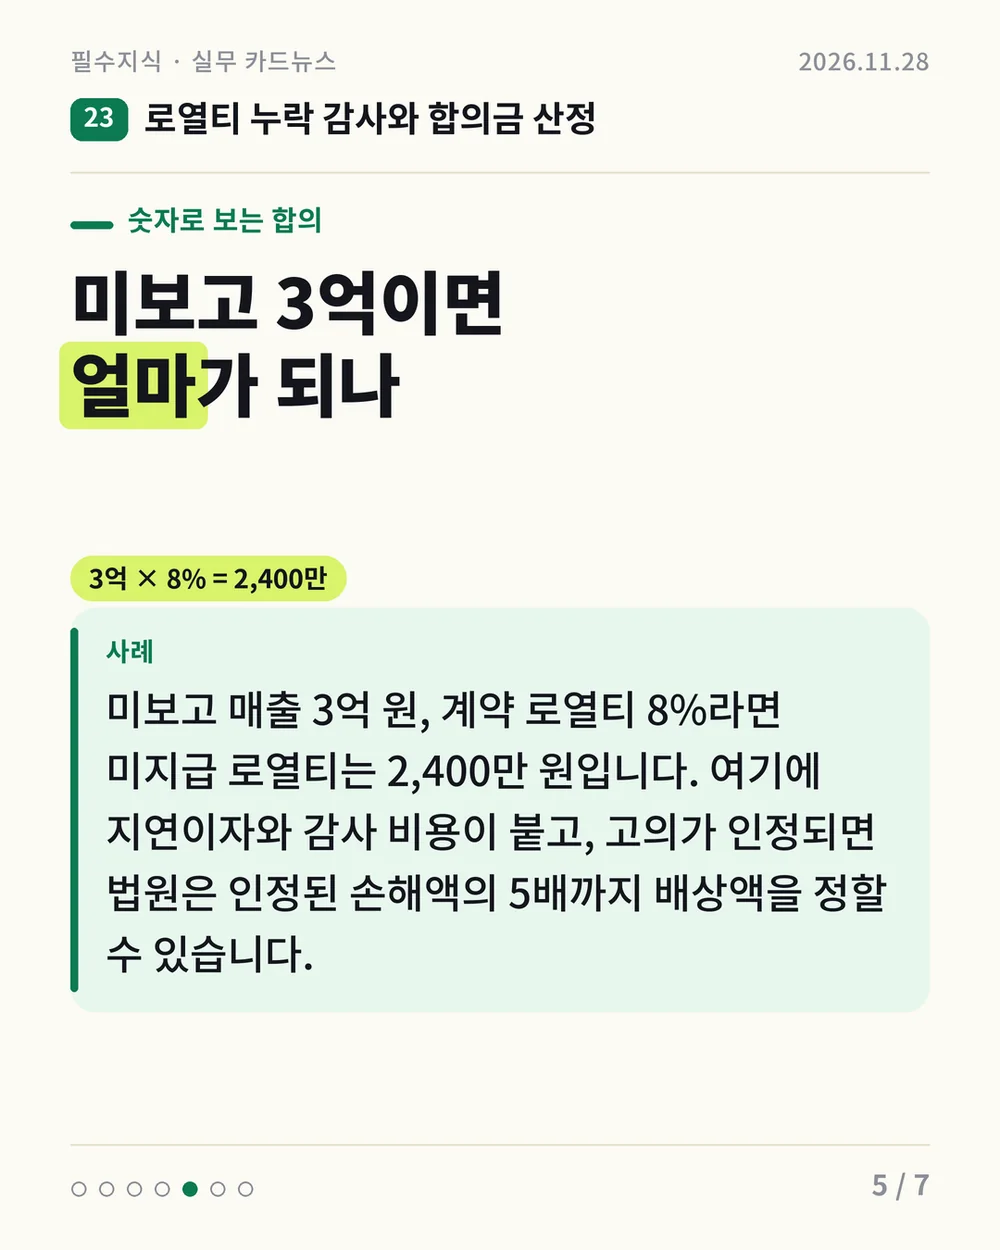 필수지식 · 실무 카드뉴스
2026.11.28
23 로열티 누락 감사와 합의금 산정
숫자로 보는 합의
미보고 3억이면
얼마가 되나
3억 × 8% = 2,400만
사례
미보고 매출 3억 원, 계약 로열티 8%라면
미지급 로열티는 2,400만 원입니다. 여기에
지연이자와 감사 비용이 붙고, 고의가 인정되면
법원은 인정된 손해액의 5배까지 배상액을 정할
수 있습니다.
5 / 7